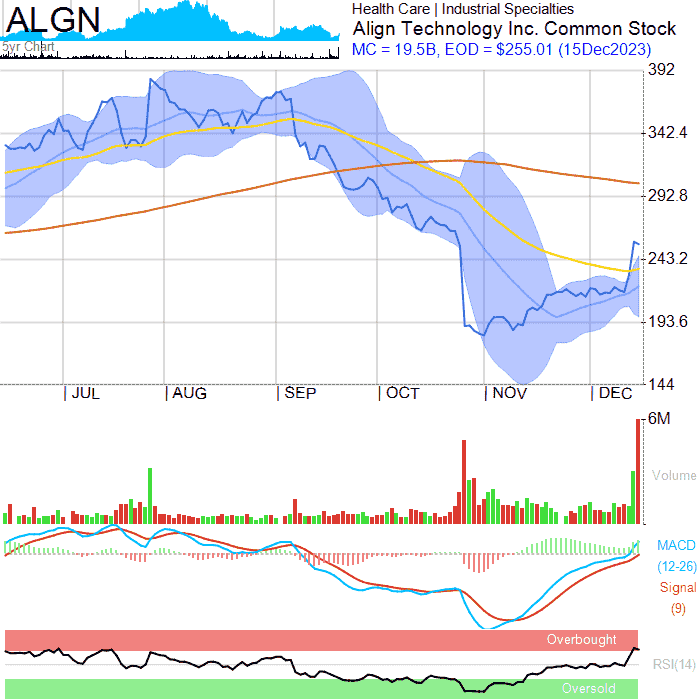 ALGN
5yr Chart
Health Care | Industrial Specialties
Align Technology Inc. Common Stock
MC = 19.5B, EOD = $255.01 (15Dec2023)
392
342.4
292.8
243.2
193.6
144
| JUL | AUG | SEP | OCT | NOV | DEC
6M
Volume
MACD
(12-26)
Signal
(9)
Overbought
RSI(14)
Oversold